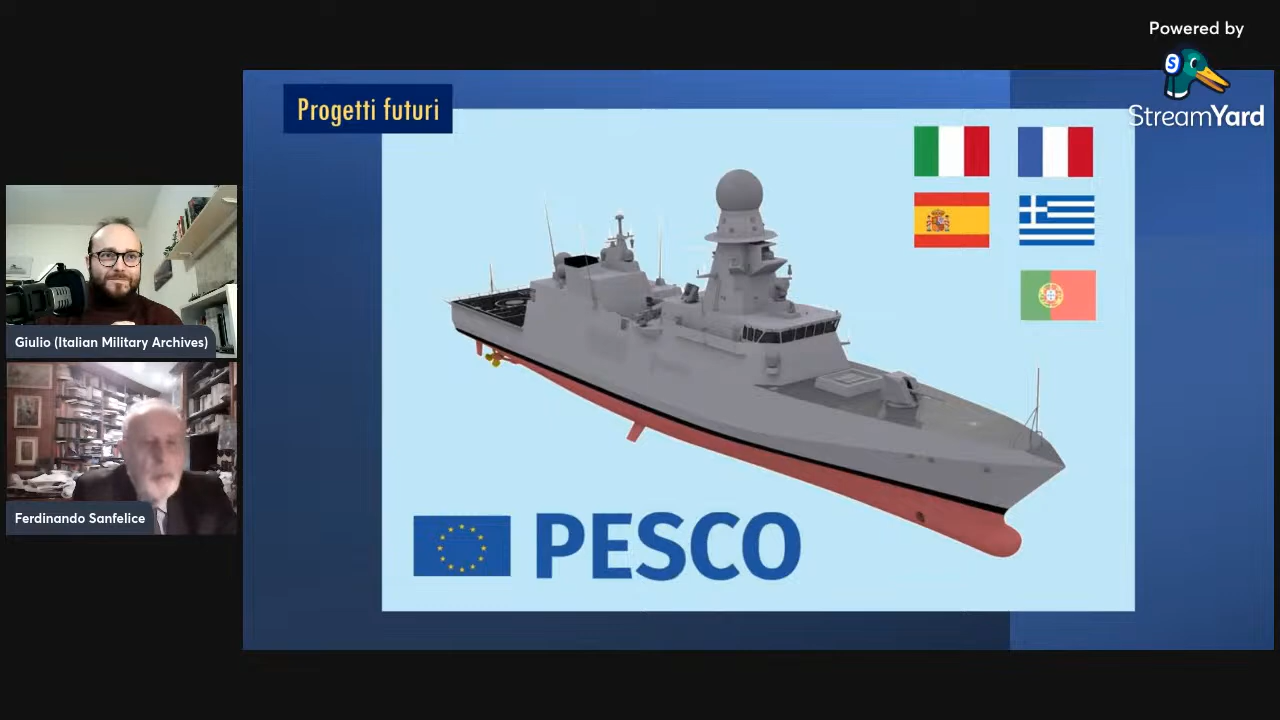 Powered by
S
StreamYard
Progetti futuri
Giulio (Italian Military Archives)
Ferdinando Sanfelice
PESCO